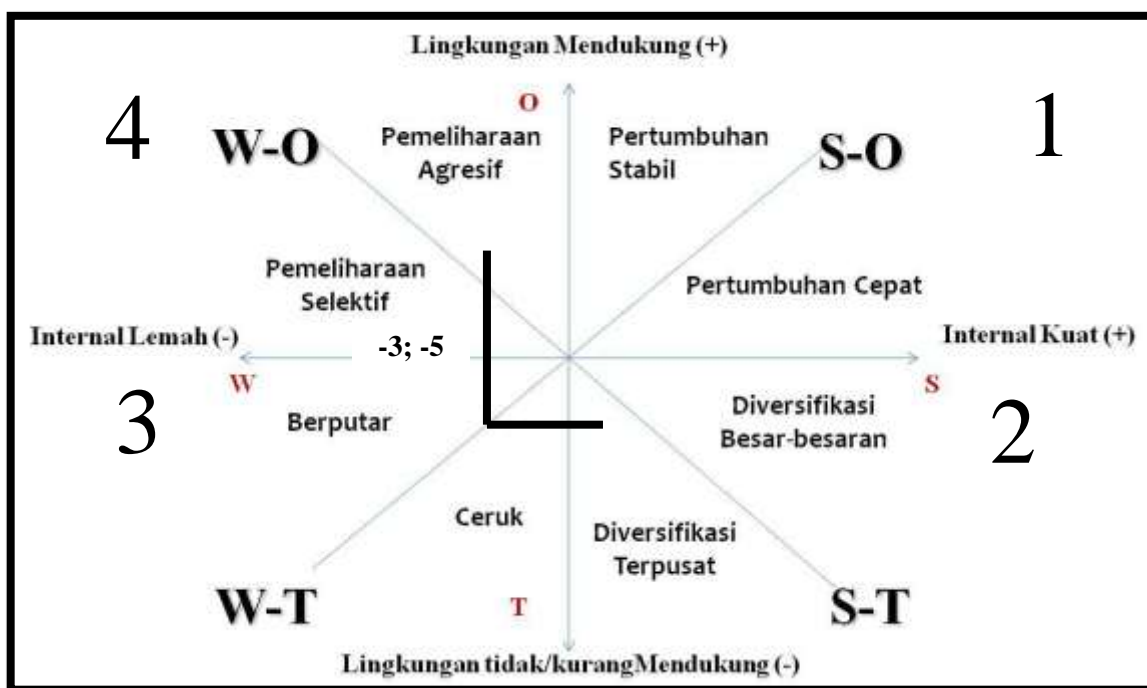 Lingkungan Mendukung (+)
4
O
1
W-O
Pemeliharaan
Agresif
Pertumbuhan
Stabil
S-O
Pemeliharaan
Selektif
Pertumbuhan Cepat
Internal Lemah (-)
-3; -5
Internal Kuat (+)
W
S
3
Berputar
Diversifikasi
Besar-besaran
2
Ceruk
Diversifikasi
Terpusat
W-T
T
S-T
Lingkungan tidak/kurangMendukung (-)